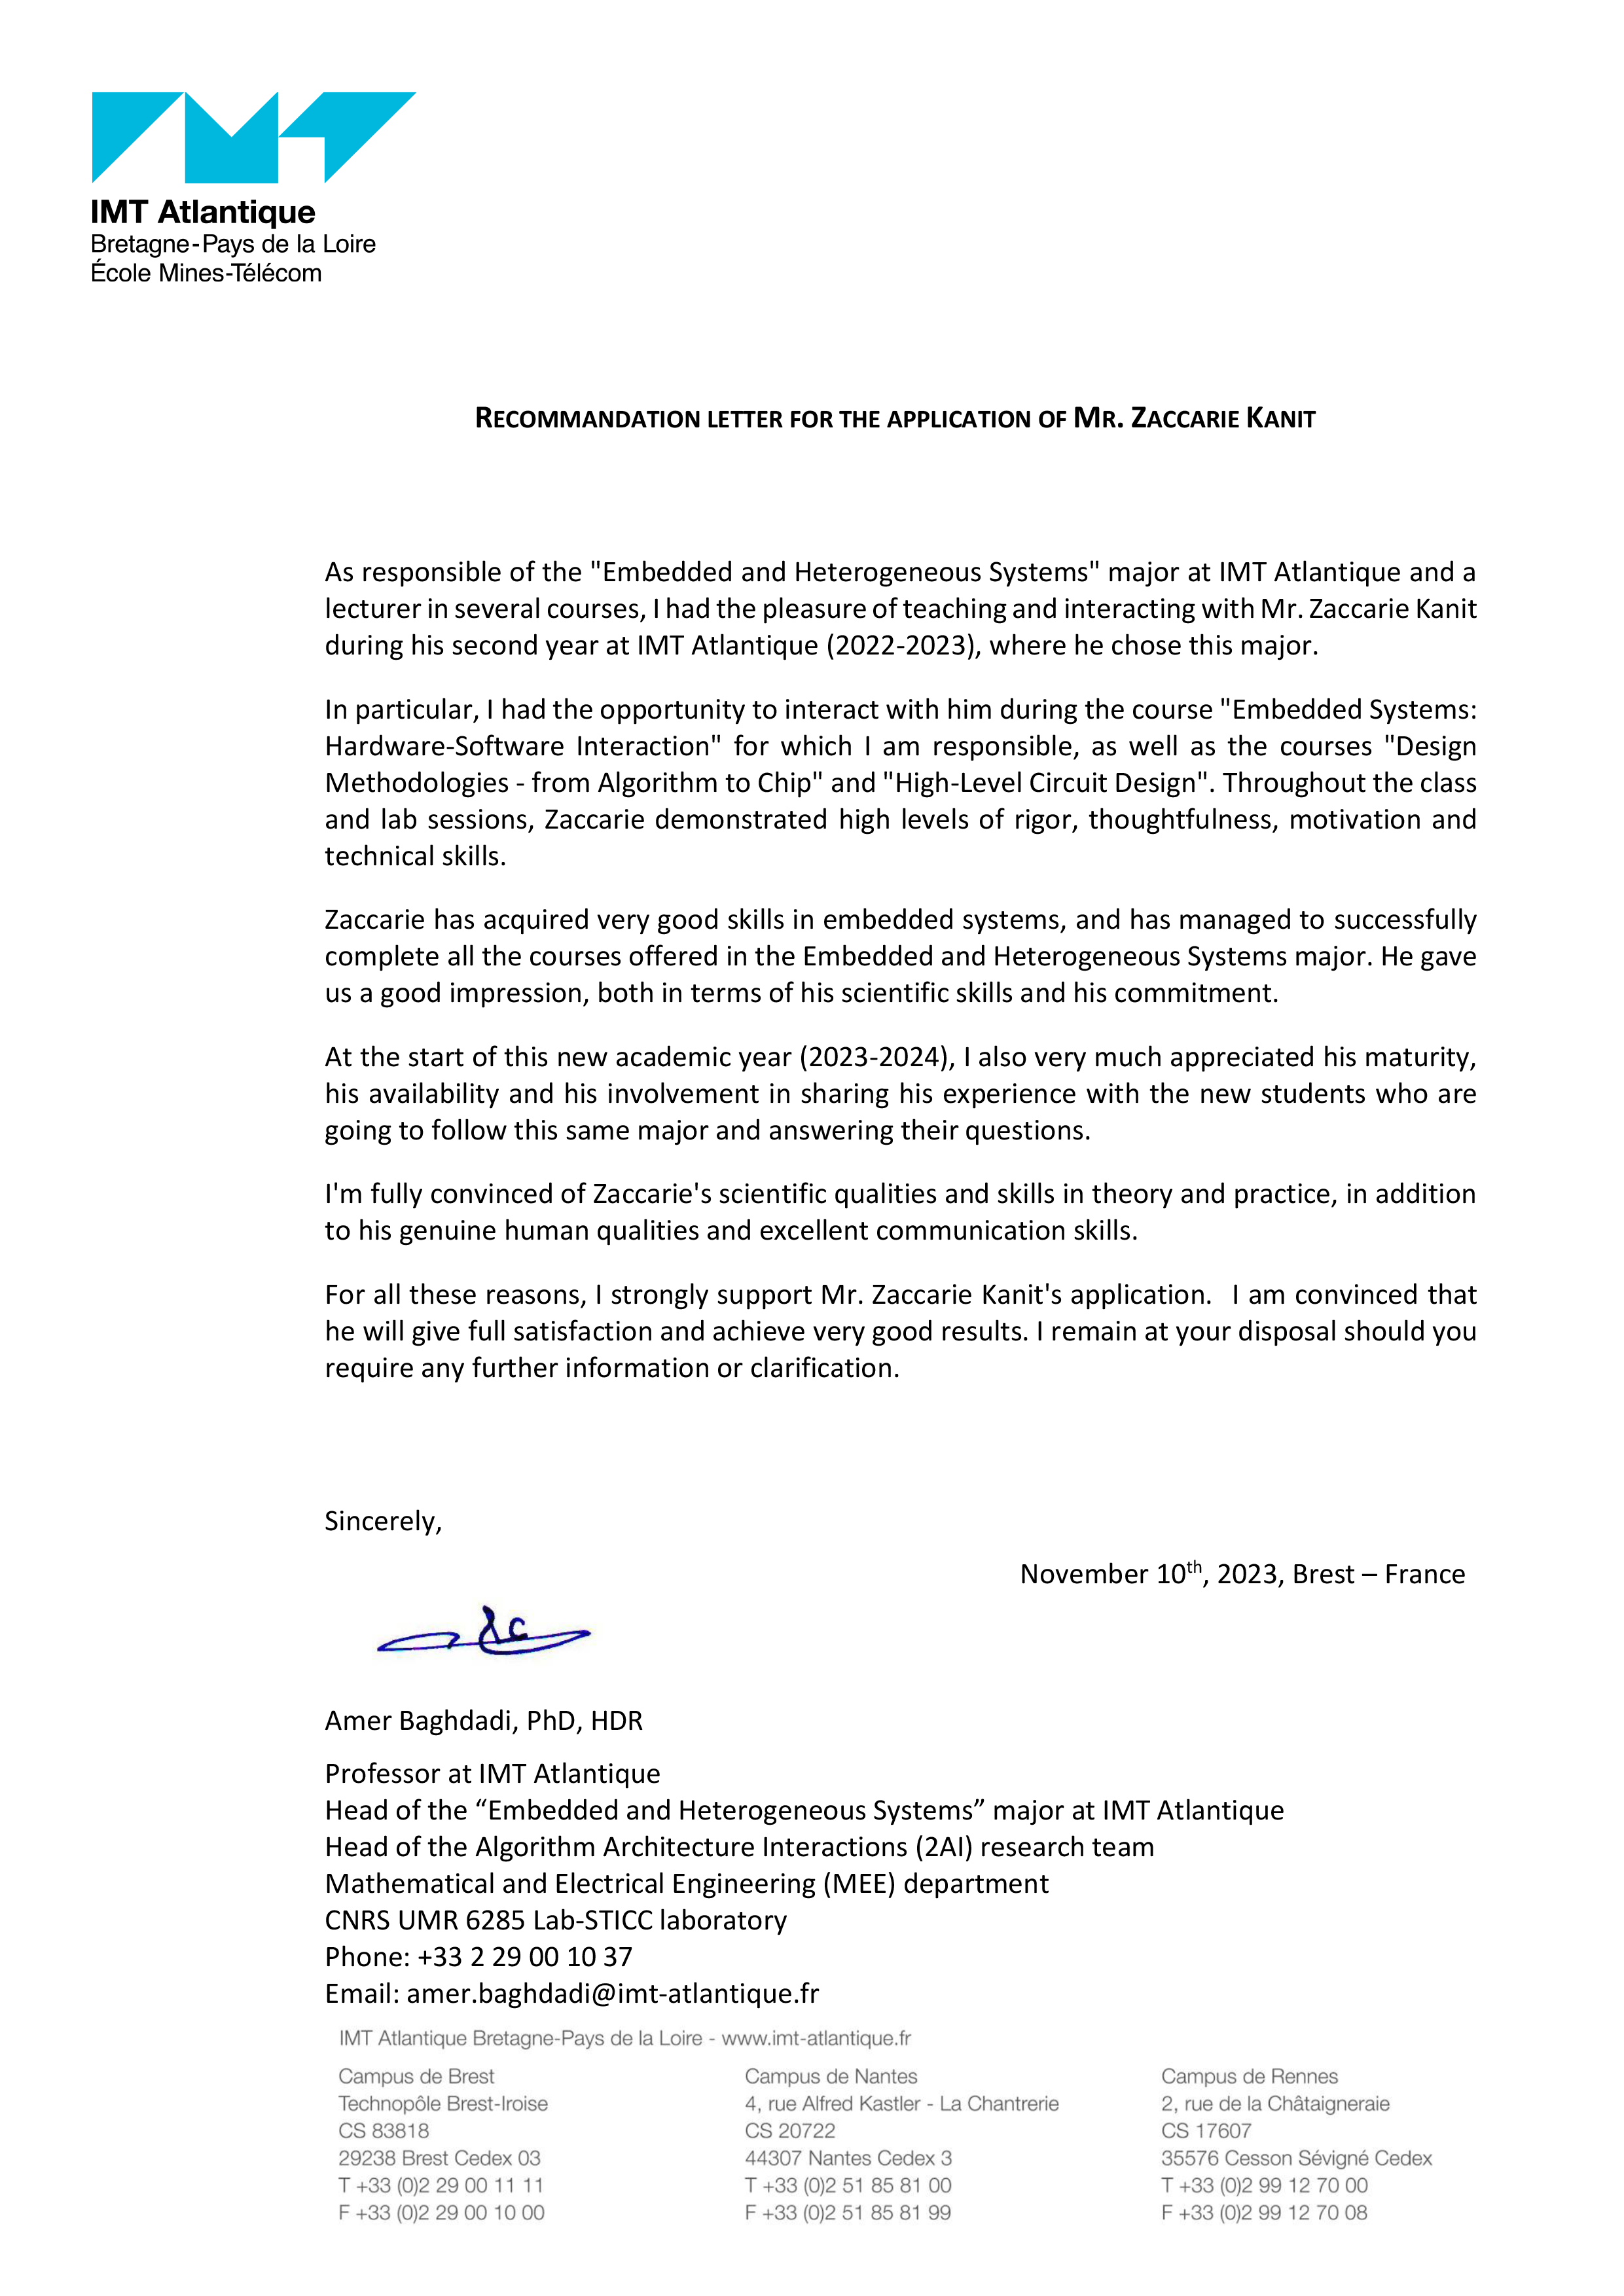 IMT Atlantique
Bretagne-Pays de la Loire
École Mines-Télécom
RECOMMANDATION LETTER FOR THE APPLICATION OF MR. ZACCARIE KANIT
As responsible of the "Embedded and Heterogeneous Systems" major at IMT Atlantique and a
lecturer in several courses, I had the pleasure of teaching and interacting with Mr. Zaccarie Kanit
during his second year at IMT Atlantique (2022-2023), where he chose this major.
In particular, I had the opportunity to interact with him during the course "Embedded Systems:
Hardware-Software Interaction" for which I am responsible, as well as the courses "Design
Methodologies - from Algorithm to Chip" and "High-Level Circuit Design". Throughout the class
and lab sessions, Zaccarie demonstrated high levels of rigor, thoughtfulness, motivation and
technical skills.
Zaccarie has acquired very good skills in embedded systems, and has managed to successfully
complete all the courses offered in the Embedded and Heterogeneous Systems major. He gave
us a good impression, both in terms of his scientific skills and his commitment.
At the start of this new academic year (2023-2024), I also very much appreciated his maturity,
his availability and his involvement in sharing his experience with the new students who are
going to follow this same major and answering their questions.
I'm fully convinced of Zaccarie's scientific qualities and skills in theory and practice, in addition
to his genuine human qualities and excellent communication skills.
For all these reasons, I strongly support Mr. Zaccarie Kanit's application. I am convinced that
he will give full satisfaction and achieve very good results. I remain at your disposal should you
require any further information or clarification.
Sincerely,
November 10th, 2023, Brest – France
Amer Baghdadi, PhD, HDR
Professor at IMT Atlantique
Head of the “Embedded and Heterogeneous Systems” major at IMT Atlantique
Head of the Algorithm Architecture Interactions (2AI) research team
Mathematical and Electrical Engineering (MEE) department
CNRS UMR 6285 Lab-STICC laboratory
Phone: +33 2 29 00 10 37
Email: amer.baghdadi@imt-atlantique.fr
IMT Atlantique Bretagne-Pays de la Loire - www.imt-atlantique.fr
Campus de Brest
Technopôle Brest-Iroise
CS 83818
29238 Brest Cedex 03
T +33 (0)2 29 00 11 11
F +33 (0)2 29 00 10 00
Campus de Nantes
4, rue Alfred Kastler - La Chantrerie
CS 20722
44307 Nantes Cedex 3
T +33 (0)2 51 85 81 00
F +33 (0)2 51 85 81 99
Campus de Rennes
2, rue de la Châtaigneraie
CS 17607
35576 Cesson Sévigné Cedex
T +33 (0)2 99 12 70 00
F +33 (0)2 99 12 70 08